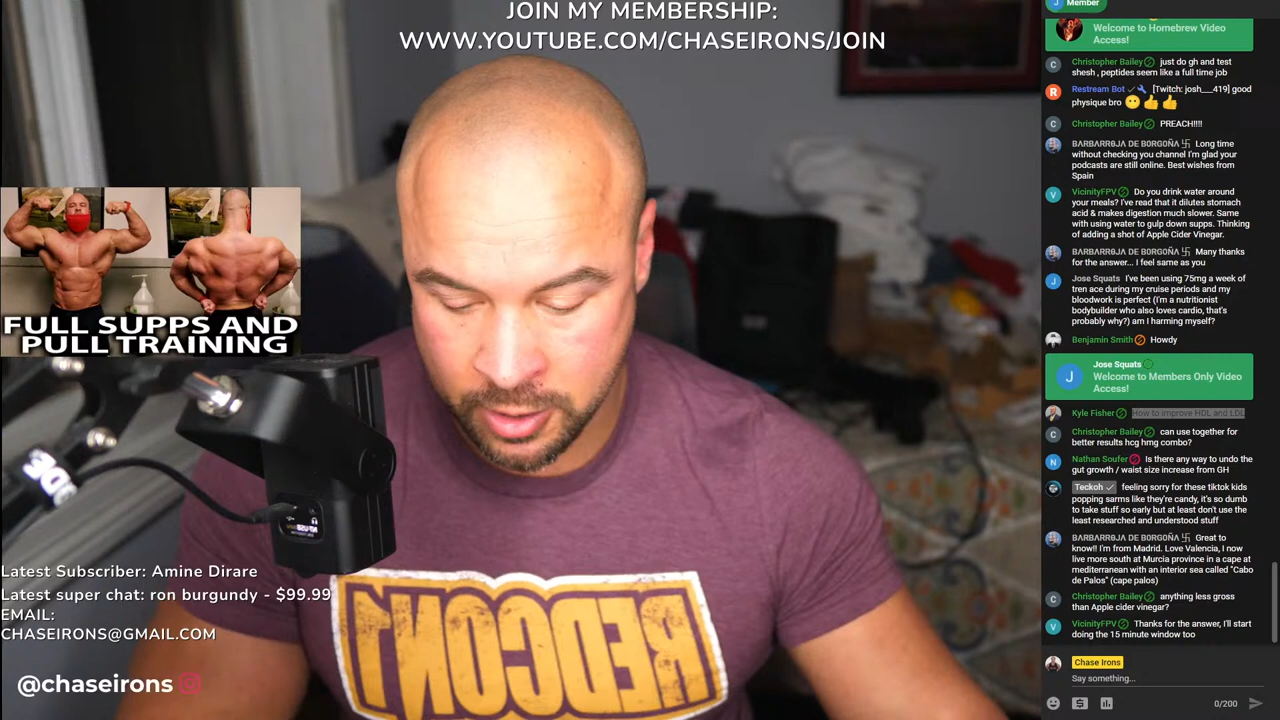 JOIN MY MEMBERSHIP:
WWW.YOUTUBE.COM/CHASEIRONS/JOIN
FULL SUPPS AND
PULL TRAINING
Latest Subscriber: Amine Dirare
Latest super chat: ron burgundy - $99.99
EMAIL:
CHASEIRONS@GMAIL.COM
@chaseirons
REDCON1
J Member
Welcome to Homebrew Video
Access!
C Christopher Bailey just do gh and test
shesh , peptides seem like a full time job
R Restream Bot [Twitch: josh___419] good
physique bro 😶👍👍
C Christopher Bailey PREACH!!!!
BΛRBΛRRθJΛ DE BθRGθÑΛ 卐 Long time
without checking you channel I'm glad your
podcasts are still online. Best wishes from
Spain
V VicinityFPV Do you drink water around
your meals? I've read that it dilutes stomach
acid & makes digestion much slower. Same
with using water to gulp down supps. Thinking
of adding a shot of Apple Cider Vinegar.
BΛRBΛRRθJΛ DE BθRGθÑΛ 卐 Many thanks
for the answer... I feel same as you
J Jose Squats I've been using 75mg a week of
tren ace during my cruise periods and my
bloodwork is perfect (I'm a nutritionist
bodybuilder who also loves cardio, that's
probably why?) am I harming myself?
Benjamin Smith Howdy
J Jose Squats
Welcome to Members Only Video
Access!
Kyle Fisher How to improve HDL and LDL
C Christopher Bailey can use together for
better results hcg hmg combo?
N Nathan Soufer Is there any way to undo the
gut growth / waist size increase from GH
Teckoh ✓ feeling sorry for these tiktok kids
popping sarms like they're candy, it's so dumb
to take stuff so early but at least don't use the
least researched and understood stuff
BΛRBΛRRθJΛ DE BθRGθÑΛ 卐 Great to
know!! I'm from Madrid. Love Valencia, I now
live more south at Murcia province in a cape at
mediterranean with an interior sea called "Cabo
de Palos" (cape palos)
C Christopher Bailey anything less gross
than Apple cider vinegar?
V VicinityFPV Thanks for the answer, I'll start
doing the 15 minute window too
Chase Irons
Say something...
0/200